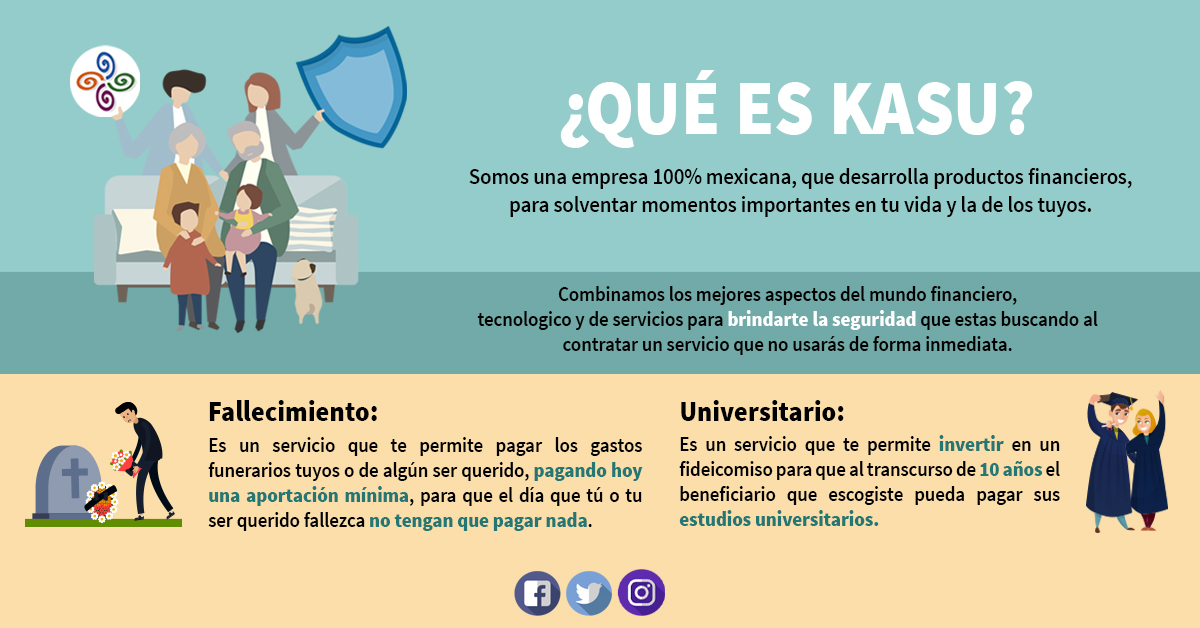 ¿QUÉ ES KASU?
Somos una empresa 100% mexicana, que desarrolla productos financieros,
para solventar momentos importantes en tu vida y la de los tuyos.
Combinamos los mejores aspectos del mundo financiero,
tecnologico y de servicios para brindarte la seguridad que estas buscando al
contratar un servicio que no usarás de forma inmediata.
Fallecimiento:
Es un servicio que te permite pagar los gastos
funerarios tuyos o de algún ser querido, pagando hoy
una aportación mínima, para que el día que tú o tu
ser querido fallezca no tengan que pagar nada.
Universitario:
Es un servicio que te permite invertir en un
fideicomiso para que al transcurso de 10 años el
beneficiario que escogiste pueda pagar sus
estudios universitarios.